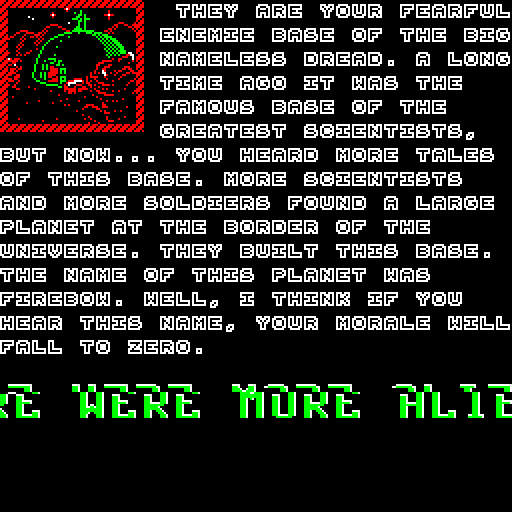 THEY ARE YOUR FEARFUL
ENEMIE BASE OF THE BIG
NAMELESS DREAD. A LONG
TIME AGO IT WAS THE
FAMOUS BASE OF THE
GREATEST SCIENTISTS,
BUT NOW... YOU HEARD MORE TALES
OF THIS BASE. MORE SCIENTISTS
AND MORE SOLDIERS FOUND A LARGE
PLANET AT THE BORDER OF THE
UNIVERSE. THEY BUILT THIS BASE.
THE NAME OF THIS PLANET WAS
FIREBOW. WELL, I THINK IF YOU
HEAR THIS NAME, YOUR MORALE WILL
FALL TO ZERO.
RE WERE MORE ALIE